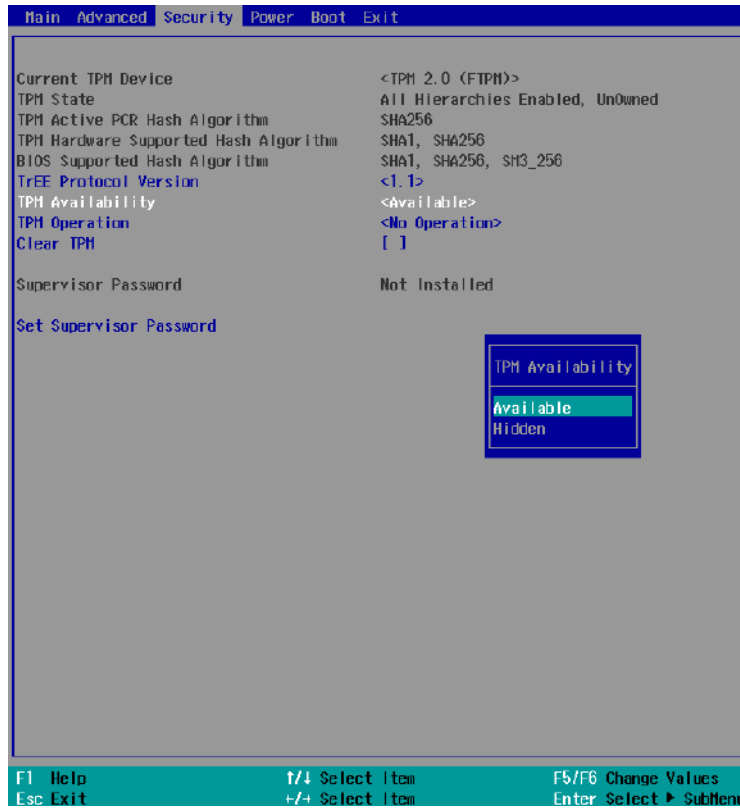 Main Advanced Security Power Boot Exit
Current TPM Device <TPM 2.0 (FTPM)>
TPM State All Hierarchies Enabled, UnOwned
TPM Active PCR Hash Algorithm SHA256
TPM Hardware Supported Hash Algorithm SHA1, SHA256
BIOS Supported Hash Algorithm SHA1, SHA256, SM3_256
TrEE Protocol Version <1.1>
TPM Availability <Available>
TPM Operation <No Operation>
Clear TPM [ ]
Supervisor Password Not Installed
Set Supervisor Password
TPM Availability
Available
Hidden
F1 Help ↑/↓ Select Item F5/F6 Change Values
Esc Exit ←/→ Select Item Enter Select ▶ SubMenu